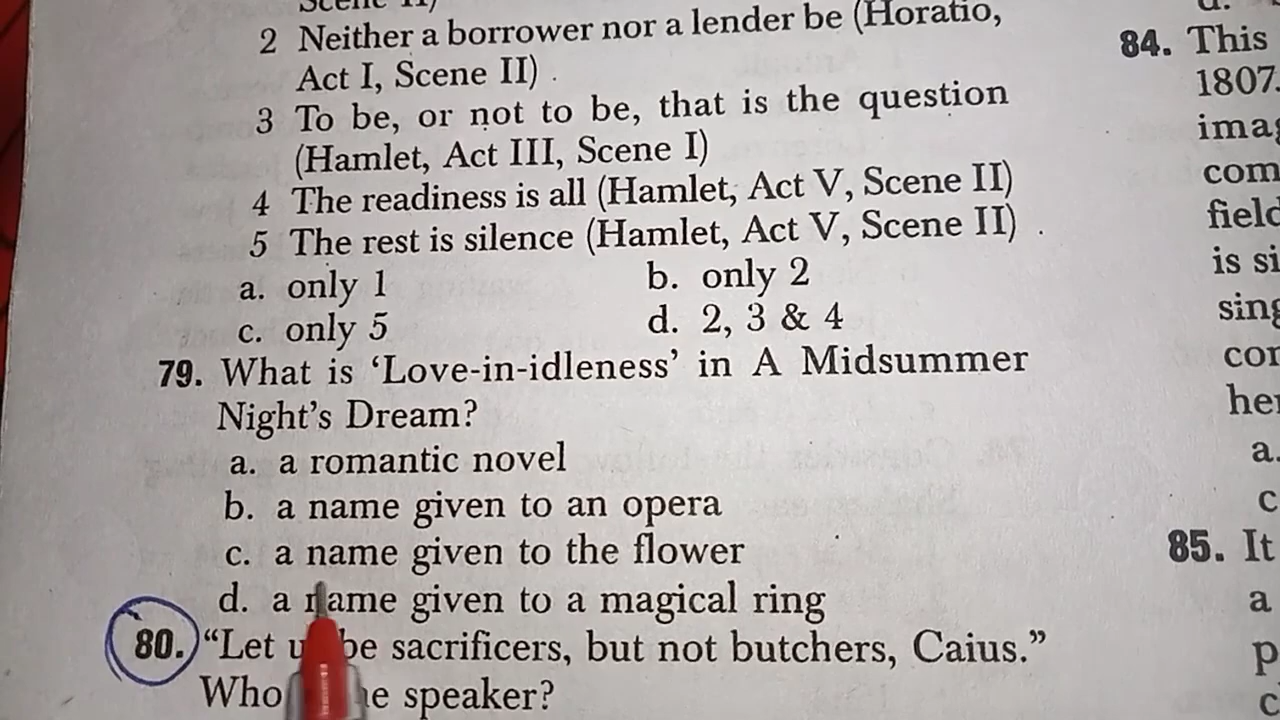 Scene II)
2 Neither a borrower nor a lender be (Horatio,
Act I, Scene II) .
3 To be, or not to be, that is the question
(Hamlet, Act III, Scene I)
4 The readiness is all (Hamlet, Act V, Scene II)
5 The rest is silence (Hamlet, Act V, Scene II) .
a. only 1 b. only 2
c. only 5 d. 2, 3 & 4
79. What is ‘Love-in-idleness’ in A Midsummer
Night’s Dream?
a. a romantic novel
b. a name given to an opera
c. a name given to the flower
d. a name given to a magical ring
80. “Let us be sacrificers, but not butchers, Caius.”
Who the speaker?
84. This
1807.
is
a.
c
85. It
a
p
c